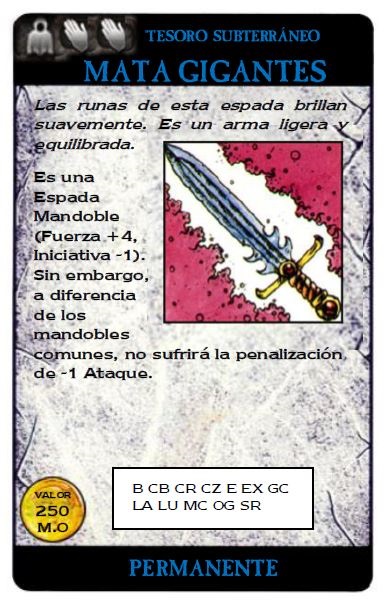 TESORO SUBTERRÁNEO
MATA GIGANTES
Las runas de esta espada brillan
suavemente. Es un arma ligera y
equilibrada.
Es una
Espada
Mandoble
(Fuerza +4,
Iniciativa -1).
Sin embargo,
a diferencia
de los
mandobles
comunes, no sufrirá la penalización
de -1 Ataque.
VALOR
250
M.O
B CB CR CZ E EX GC
LA LU MC OG SR
PERMANENTE